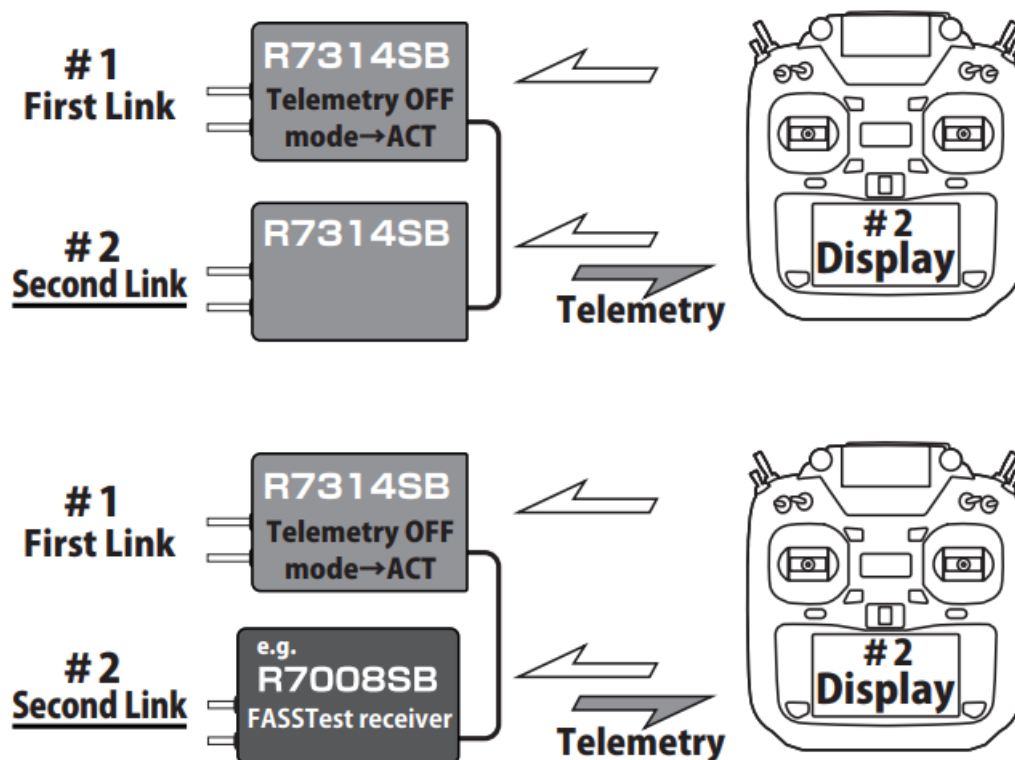 # 1
First Link
R7314SB
Telemetry OFF
mode→ACT
# 2
Second Link
R7314SB
Telemetry
# 2
Display
# 1
First Link
R7314SB
Telemetry OFF
mode→ACT
# 2
Second Link
e.g.
R7008SB
FASSTest receiver
Telemetry
# 2
Display